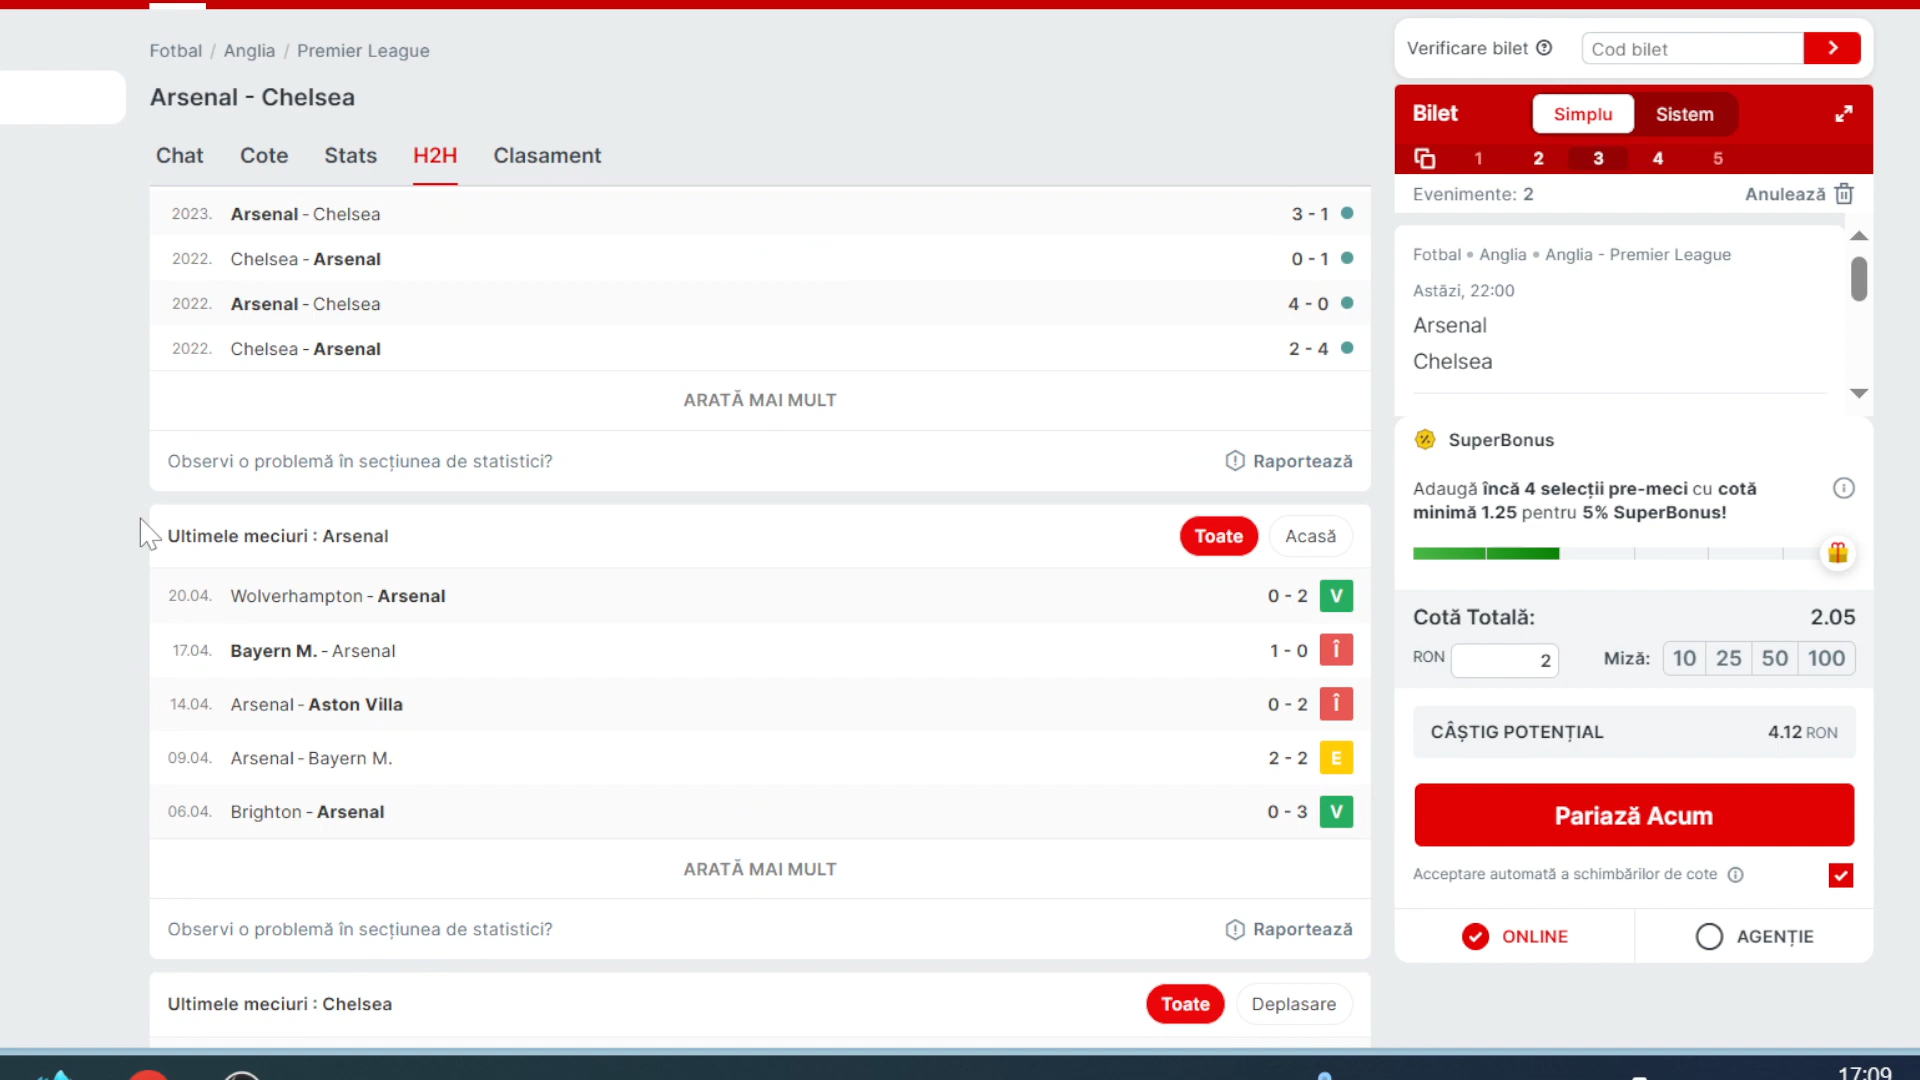 Fotbal / Anglia / Premier League
Arsenal - Chelsea
Chat Cote Stats H2H Clasament
2023. Arsenal - Chelsea 3 - 1
2022. Chelsea - Arsenal 0 - 1
2022. Arsenal - Chelsea 4 - 0
2022. Chelsea - Arsenal 2 - 4
ARATĂ MAI MULT
Observi o problemă în secțiunea de statistici? Raportează
Ultimele meciuri : Arsenal Toate Acasă
20.04. Wolverhampton - Arsenal 0 - 2 V
17.04. Bayern M. - Arsenal 1 - 0 Î
14.04. Arsenal - Aston Villa 0 - 2 Î
09.04. Arsenal - Bayern M. 2 - 2 E
06.04. Brighton - Arsenal 0 - 3 V
ARATĂ MAI MULT
Observi o problemă în secțiunea de statistici? Raportează
Ultimele meciuri : Chelsea Toate Deplasare
Verificare bilet Cod bilet
Bilet Simplu Sistem
1 2 3 4 5
Evenimente: 2 Anulează
Fotbal • Anglia • Anglia - Premier League
Astăzi, 22:00
Arsenal
Chelsea
SuperBonus
Adaugă încă 4 selecții pre-meci cu cotă
minimă 1.25 pentru 5% SuperBonus!
Cotă Totală: 2.05
RON 2 Miză: 10 25 50 100
CÂȘTIG POTENȚIAL 4.12 RON
Pariază Acum
Acceptare automată a schimbărilor de cote
ONLINE AGENȚIE
17:09